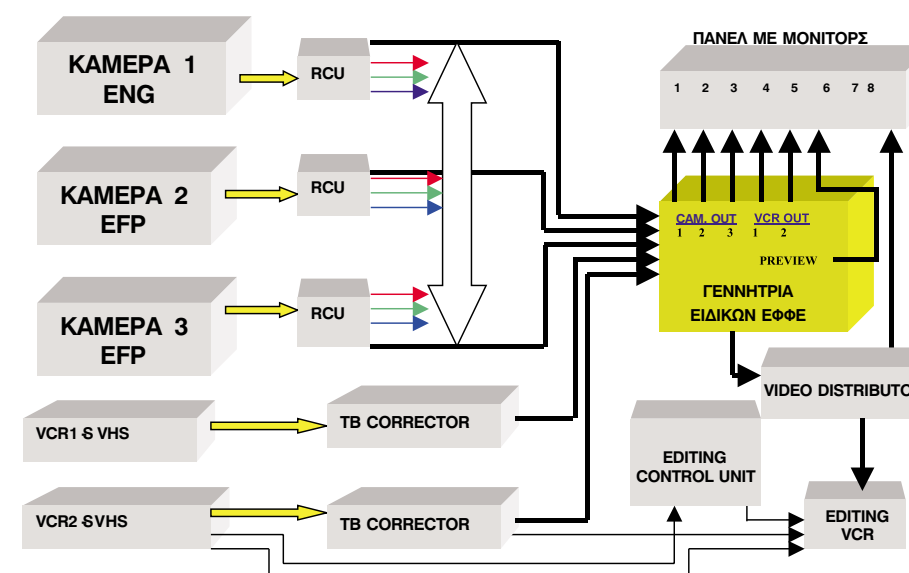 ΚΑΜΕΡΑ 1
ENG
RCU
ΠΑΝΕΛ ΜΕ ΜΟΝΙΤΟΡΣ
1 2 3 4 5 6 7 8
ΚΑΜΕΡΑ 2
EFP
RCU
CAM. OUT VCR OUT
1 2 3 1 2
PREVIEW
ΓΕΝΝΗΤΡΙΑ
ΕΙΔΙΚΩΝ ΕΦΦΕ
ΚΑΜΕΡΑ 3
EFP
RCU
VIDEO DISTRIBUTO
VCR1 S VHS
TB CORRECTOR
EDITING
CONTROL UNIT
VCR2 SVHS
TB CORRECTOR
EDITING
VCR